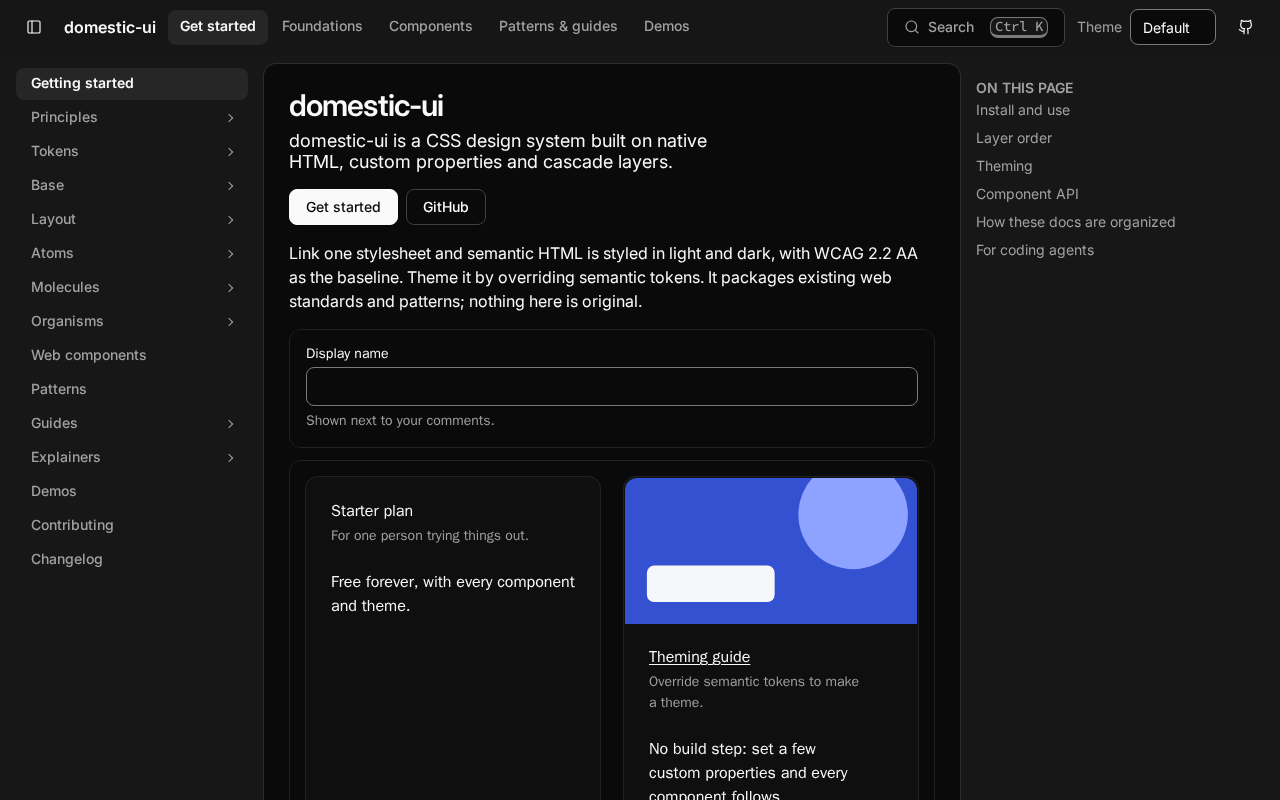 domestic-ui
Get started
Foundations
Components
Patterns & guides
Demos
Search
Ctrl K
Theme
Default
Getting started
Principles
Tokens
Base
Layout
Atoms
Molecules
Organisms
Web components
Patterns
Guides
Explainers
Demos
Contributing
Changelog
domestic-ui
domestic-ui is a CSS design system built on native
HTML, custom properties and cascade layers.
Get started
GitHub
Link one stylesheet and semantic HTML is styled in light and dark, with WCAG 2.2 AA
as the baseline. Theme it by overriding semantic tokens. It packages existing web
standards and patterns; nothing here is original.
Display name
Shown next to your comments.
Starter plan
For one person trying things out.
Free forever, with every component
and theme.
Theming guide
Override semantic tokens to make
a theme.
No build step: set a few
custom properties and every
component follows.
ON THIS PAGE
Install and use
Layer order
Theming
Component API
How these docs are organized
For coding agents